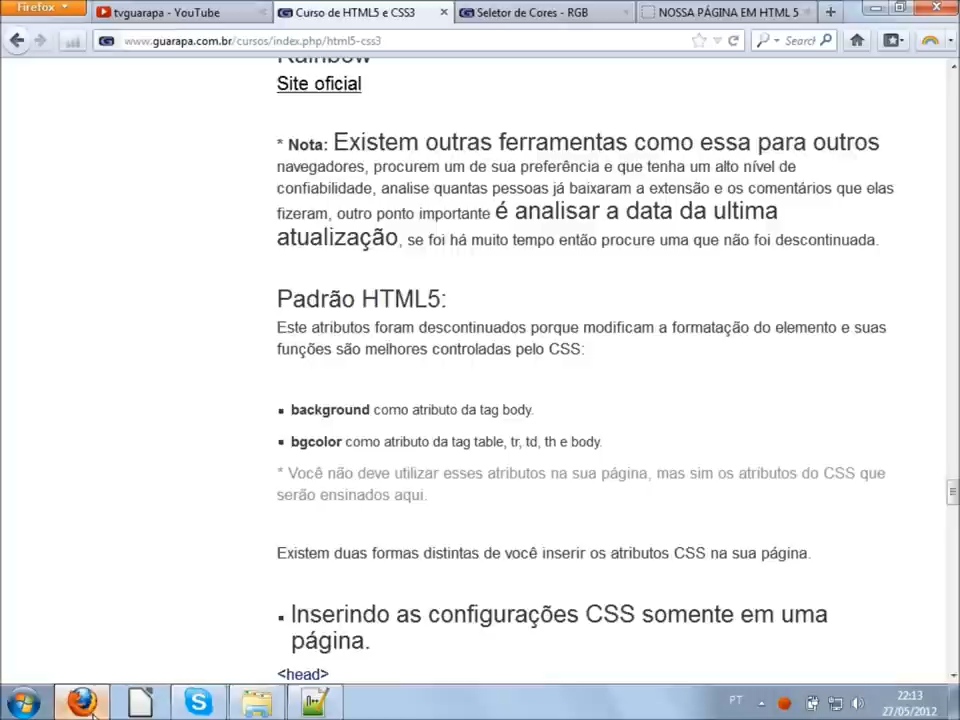 Firefox
tvguarapa - YouTube
Curso de HTML5 e CSS3
Seletor de Cores - RGB
NOSSA PÁGINA EM HTML 5
www.guarapa.com.br/cursos/index.php/html5-css3
Search
Rainbow
Site oficial
* Nota: Existem outras ferramentas como essa para outros
navegadores, procurem um de sua preferência e que tenha um alto nível de
confiabilidade, analise quantas pessoas já baixaram a extensão e os comentários que elas
fizeram, outro ponto importante é analisar a data da ultima
atualização, se foi há muito tempo então procure uma que não foi descontinuada.
Padrão HTML5:
Este atributos foram descontinuados porque modificam a formatação do elemento e suas
funções são melhores controladas pelo CSS:
▪ background como atributo da tag body.
▪ bgcolor como atributo da tag table, tr, td, th e body.
* Você não deve utilizar esses atributos na sua página, mas sim os atributos do CSS que
serão ensinados aqui.
Existem duas formas distintas de você inserir os atributos CSS na sua página.
▪ Inserindo as configurações CSS somente em uma
página.
<head>
PT
22:13
27/05/2012